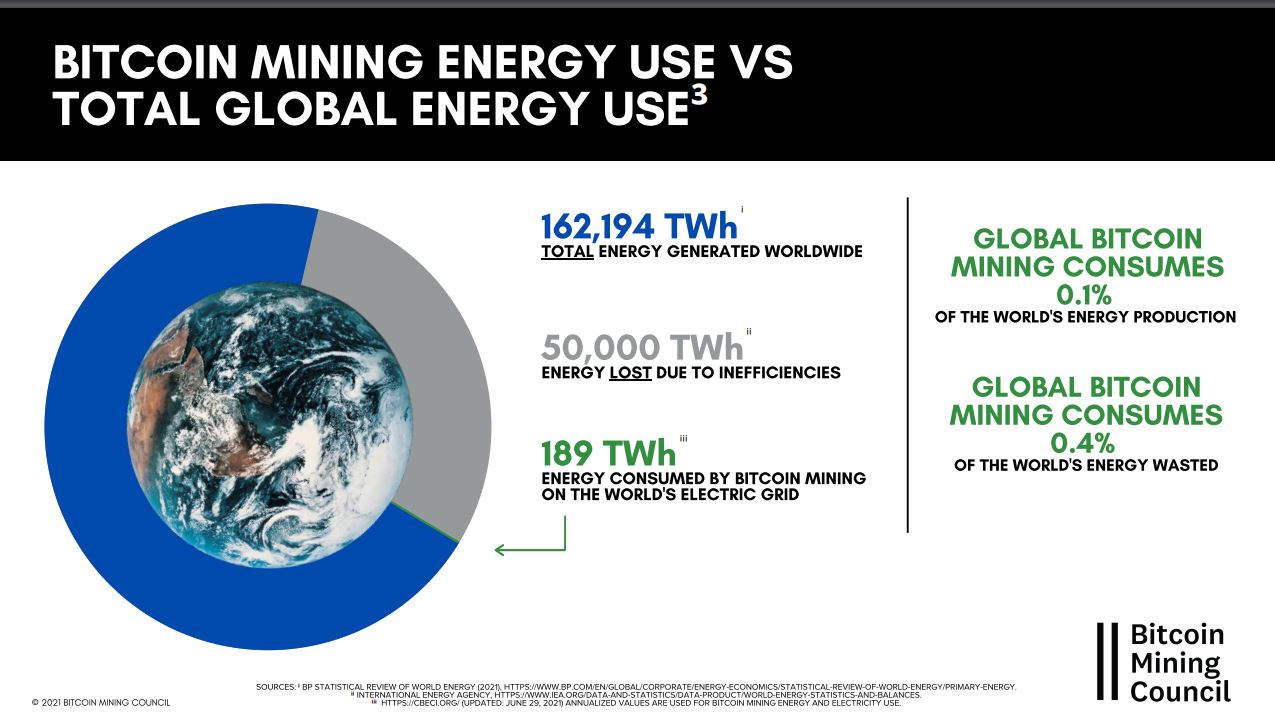 BITCOIN MINING ENERGY USE VS
TOTAL GLOBAL ENERGY USE³
162,194 TWh ⁱ
TOTAL ENERGY GENERATED WORLDWIDE
50,000 TWh ⁱⁱ
ENERGY LOST DUE TO INEFFICIENCIES
189 TWh ⁱⁱⁱ
ENERGY CONSUMED BY BITCOIN MINING
ON THE WORLD'S ELECTRIC GRID
GLOBAL BITCOIN
MINING CONSUMES
0.1%
OF THE WORLD'S ENERGY PRODUCTION
GLOBAL BITCOIN
MINING CONSUMES
0.4%
OF THE WORLD'S ENERGY WASTED
Bitcoin
Mining
Council
SOURCES: ⁱ BP STATISTICAL REVIEW OF WORLD ENERGY (2021), HTTPS://WWW.BP.COM/EN/GLOBAL/CORPORATE/ENERGY-ECONOMICS/STATISTICAL-REVIEW-OF-WORLD-ENERGY/PRIMARY-ENERGY.
ⁱⁱ INTERNATIONAL ENERGY AGENCY, HTTPS://WWW.IEA.ORG/DATA-AND-STATISTICS/DATA-PRODUCT/WORLD-ENERGY-STATISTICS-AND-BALANCES.
ⁱⁱⁱ HTTPS://CBECI.ORG/ (UPDATED: JUNE 29, 2021) ANNUALIZED VALUES ARE USED FOR BITCOIN MINING ENERGY AND ELECTRICITY USE.
© 2021 BITCOIN MINING COUNCIL